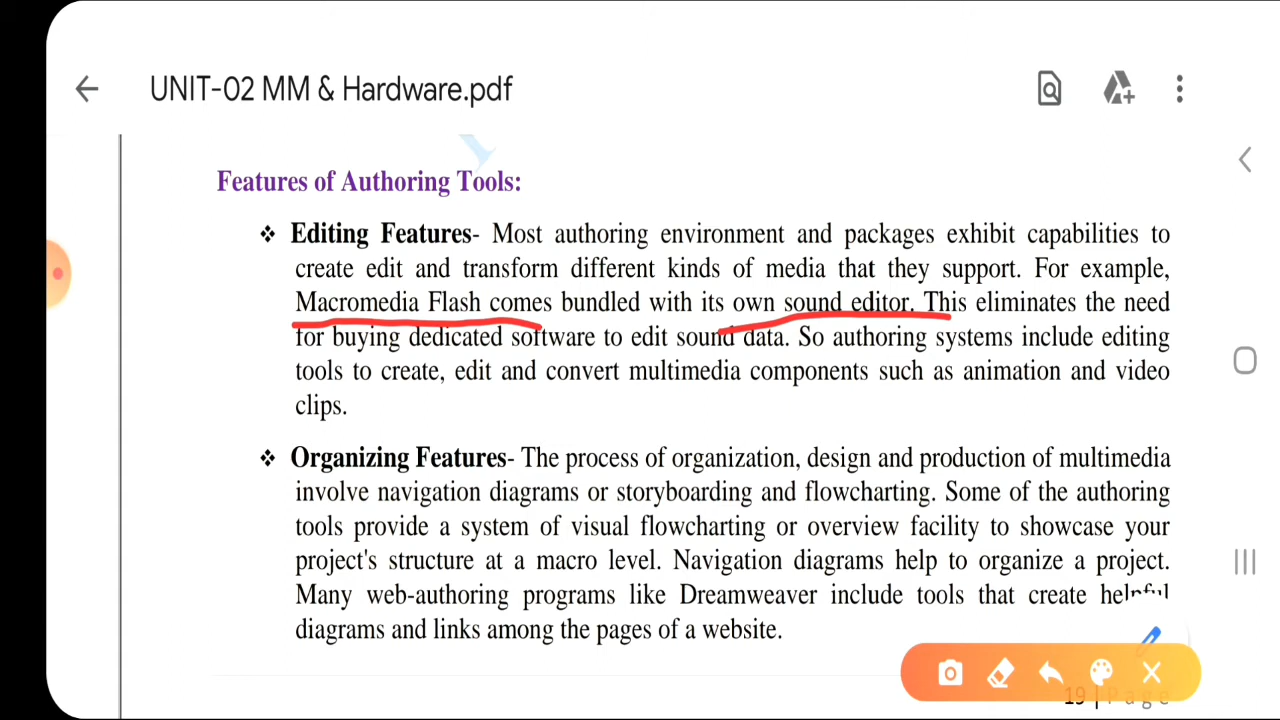 UNIT-02 MM & Hardware.pdf
Features of Authoring Tools:
❖ Editing Features- Most authoring environment and packages exhibit capabilities to
create edit and transform different kinds of media that they support. For example,
Macromedia Flash comes bundled with its own sound editor. This eliminates the need
for buying dedicated software to edit sound data. So authoring systems include editing
tools to create, edit and convert multimedia components such as animation and video
clips.
❖ Organizing Features- The process of organization, design and production of multimedia
involve navigation diagrams or storyboarding and flowcharting. Some of the authoring
tools provide a system of visual flowcharting or overview facility to showcase your
project's structure at a macro level. Navigation diagrams help to organize a project.
Many web-authoring programs like Dreamweaver include tools that create helpful
diagrams and links among the pages of a website.
19 | Page